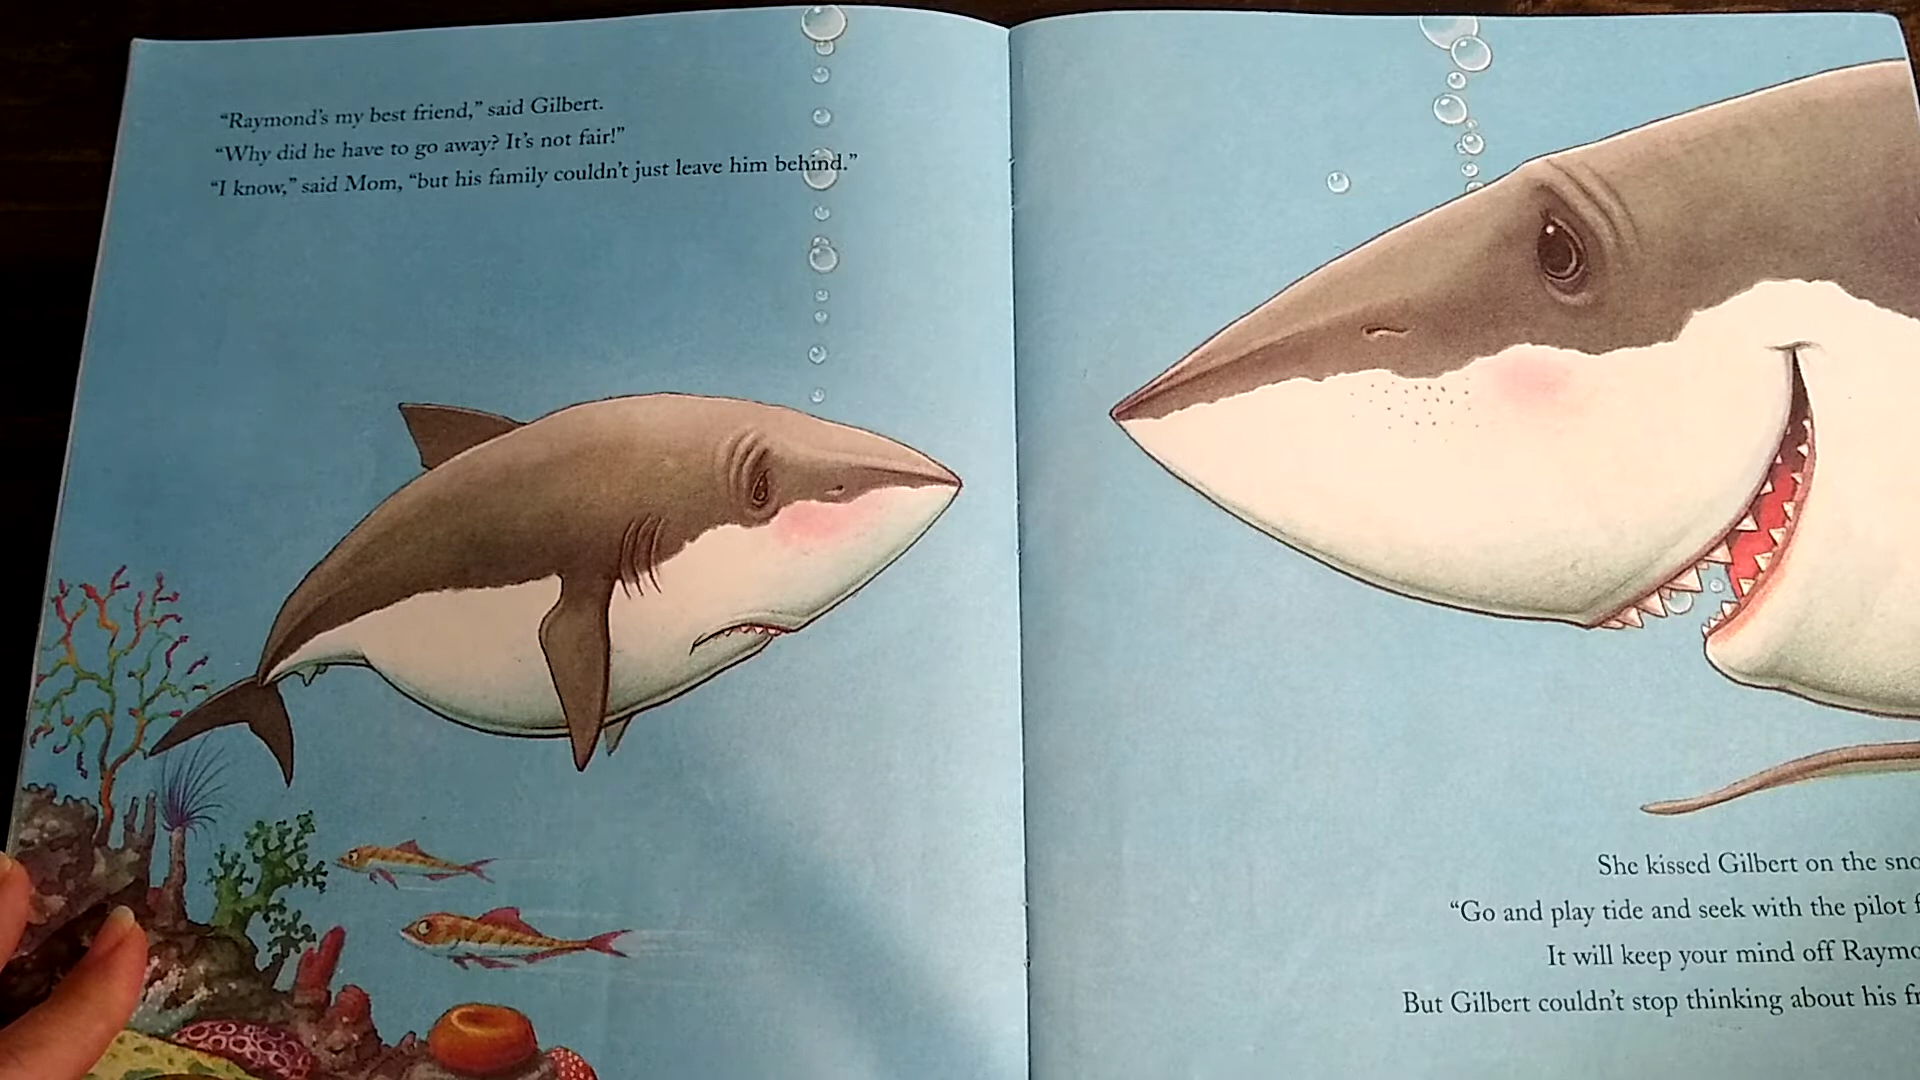 “Raymond’s my best friend,” said Gilbert.
“Why did he have to go away? It’s not fair!”
“I know,” said Mom, “but his family couldn’t just leave him behind.”
She kissed Gilbert on the
“Go and play tide and seek with the pilot
It will keep your mind off
But Gilbert couldn’t stop thinking about his